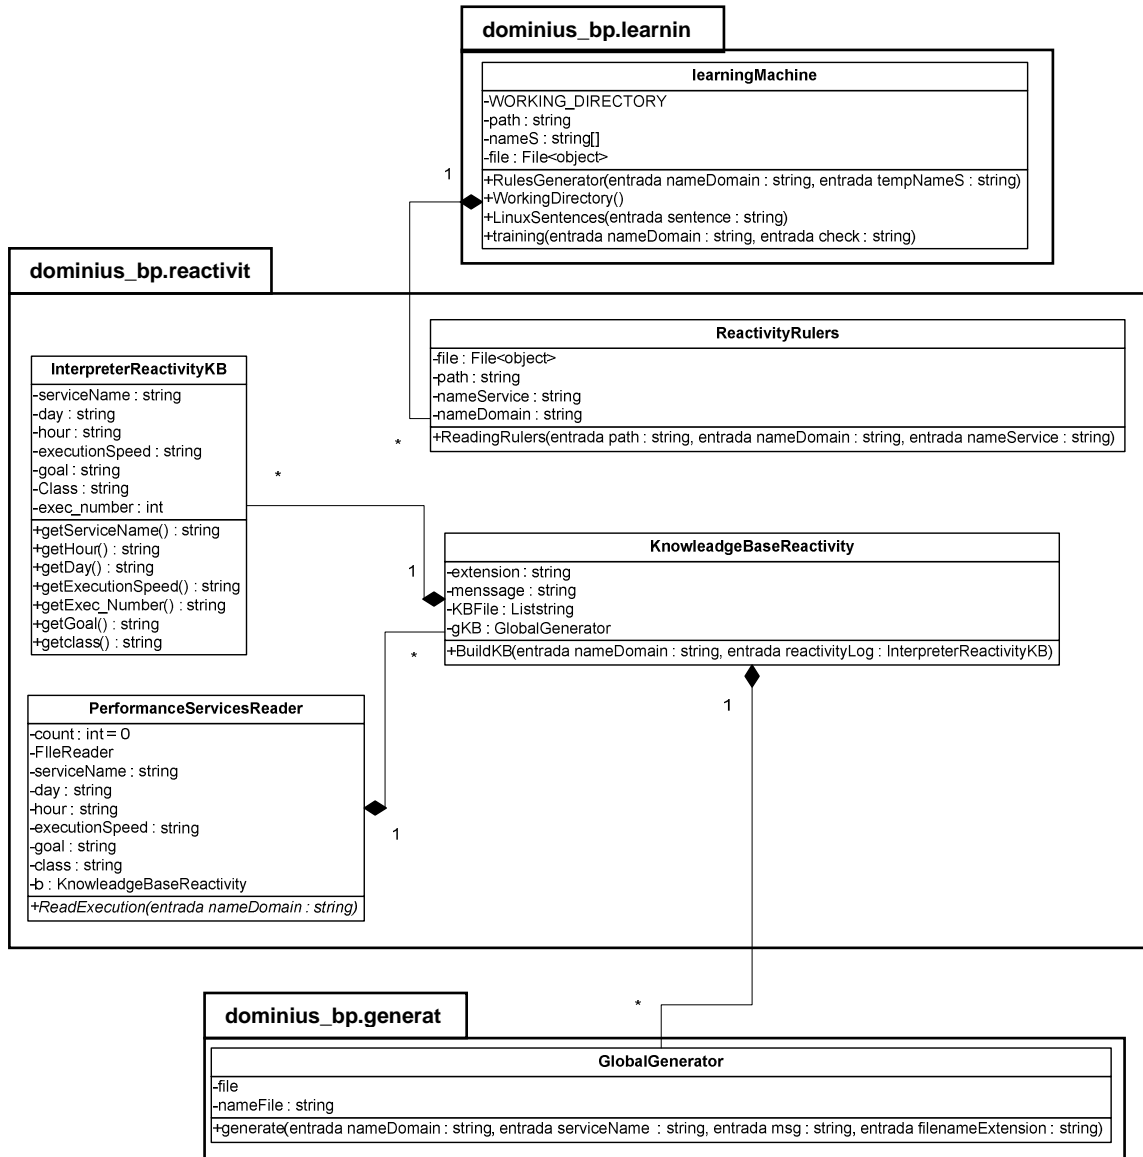 dominius_bp.learnin
learningMachine
-WORKING_DIRECTORY
-path : string
-nameS : string[]
-file : File<object>
+RulesGenerator(entrada nameDomain : string, entrada tempNameS : string)
+WorkingDirectory()
+LinuxSentences(entrada sentence : string)
+training(entrada nameDomain : string, entrada check : string)
1
dominius_bp.reactivit
ReactivityRulers
-file : File<object>
-path : string
-nameService : string
-nameDomain : string
+ReadingRulers(entrada path : string, entrada nameDomain : string, entrada nameService : string)
*
InterpreterReactivityKB
-serviceName : string
-day : string
-hour : string
-executionSpeed : string
-goal : string
-Class : string
-exec_number : int
+getServiceName() : string
+getHour() : string
+getDay() : string
+getExecutionSpeed() : string
+getExec_Number() : string
+getGoal() : string
+getclass() : string
*
1
KnowleadgeBaseReactivity
-extension : string
-menssage : string
-KBFile : Liststring
-gKB : GlobalGenerator
+BuildKB(entrada nameDomain : string, entrada reactivityLog : InterpreterReactivityKB)
*
1
PerformanceServicesReader
-count : int = 0
-FIleReader
-serviceName : string
-day : string
-hour : string
-executionSpeed : string
-goal : string
-class : string
-b : KnowleadgeBaseReactivity
+ReadExecution(entrada nameDomain : string)
1
*
dominius_bp.generat
GlobalGenerator
-file
-nameFile : string
+generate(entrada nameDomain : string, entrada serviceName : string, entrada msg : string, entrada filenameExtension : string)